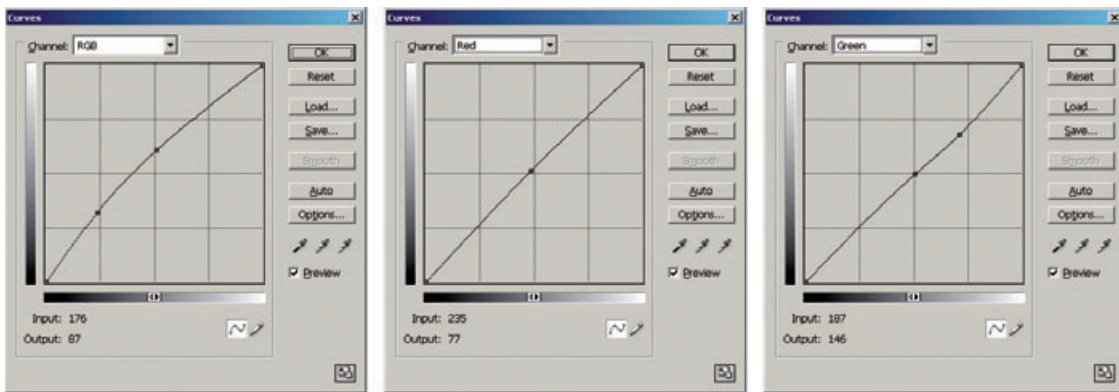 Curves
Channel: RGB
OK
Reset
Load...
Save...
Smooth
Auto
Options...
Preview
Input: 176
Output: 87
Curves
Channel: Red
OK
Reset
Load...
Save...
Smooth
Auto
Options...
Preview
Input: 235
Output: 77
Curves
Channel: Green
OK
Reset
Load...
Save...
Smooth
Auto
Options...
Preview
Input: 187
Output: 146